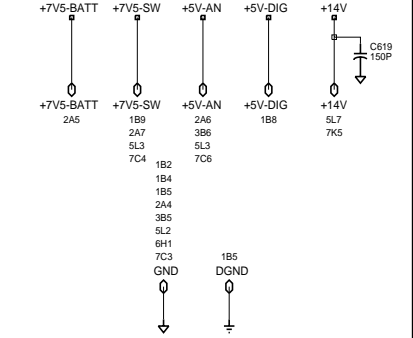 +7V5-BATT +7V5-SW +5V-AN +5V-DIG +14V
C619
150P
+7V5-BATT +7V5-SW +5V-AN +5V-DIG +14V
2A5 1B9 2A6 1B8 5L7
2A7 3B6 7K5
5L3 5L3
7C4 7C6
1B2
1B4
1B5
2A4
3B5
5L2
6H1
7C3 1B5
GND DGND